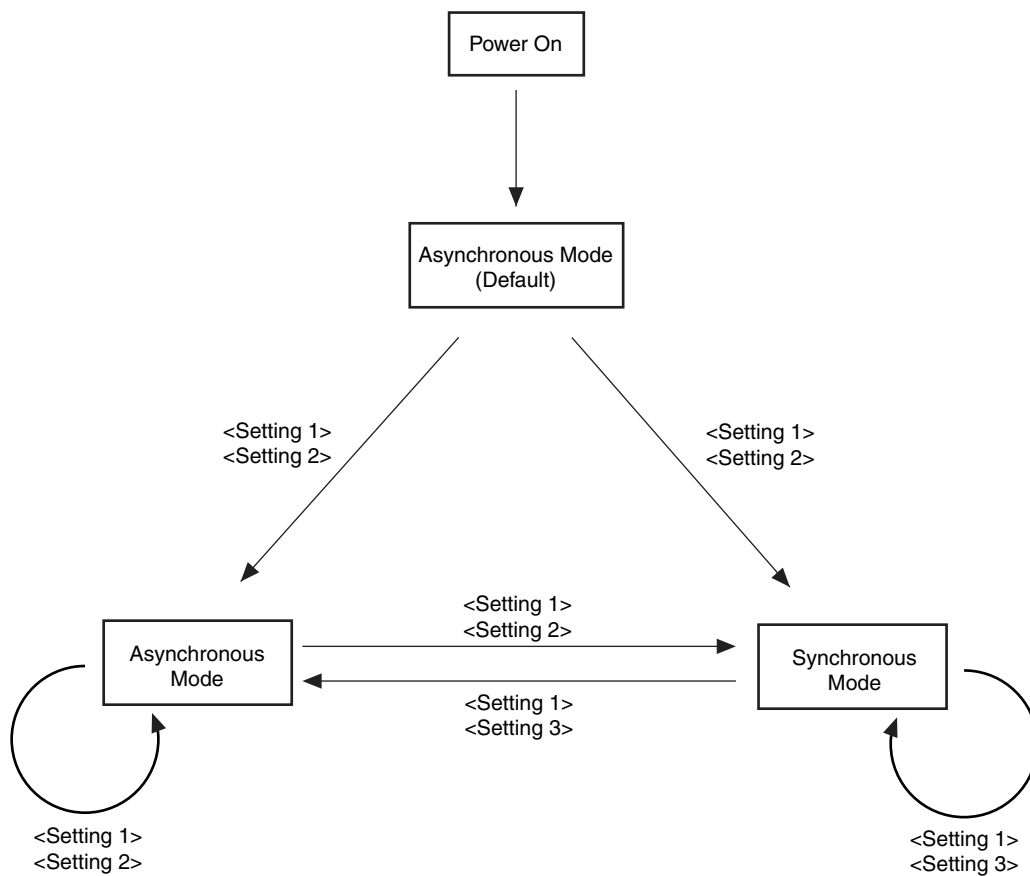 Power On
Asynchronous Mode
(Default)
<Setting 1>
<Setting 2>
<Setting 1>
<Setting 2>
<Setting 1>
<Setting 2>
Asynchronous
Mode
Synchronous
Mode
<Setting 1>
<Setting 3>
<Setting 1>
<Setting 2>
<Setting 1>
<Setting 3>